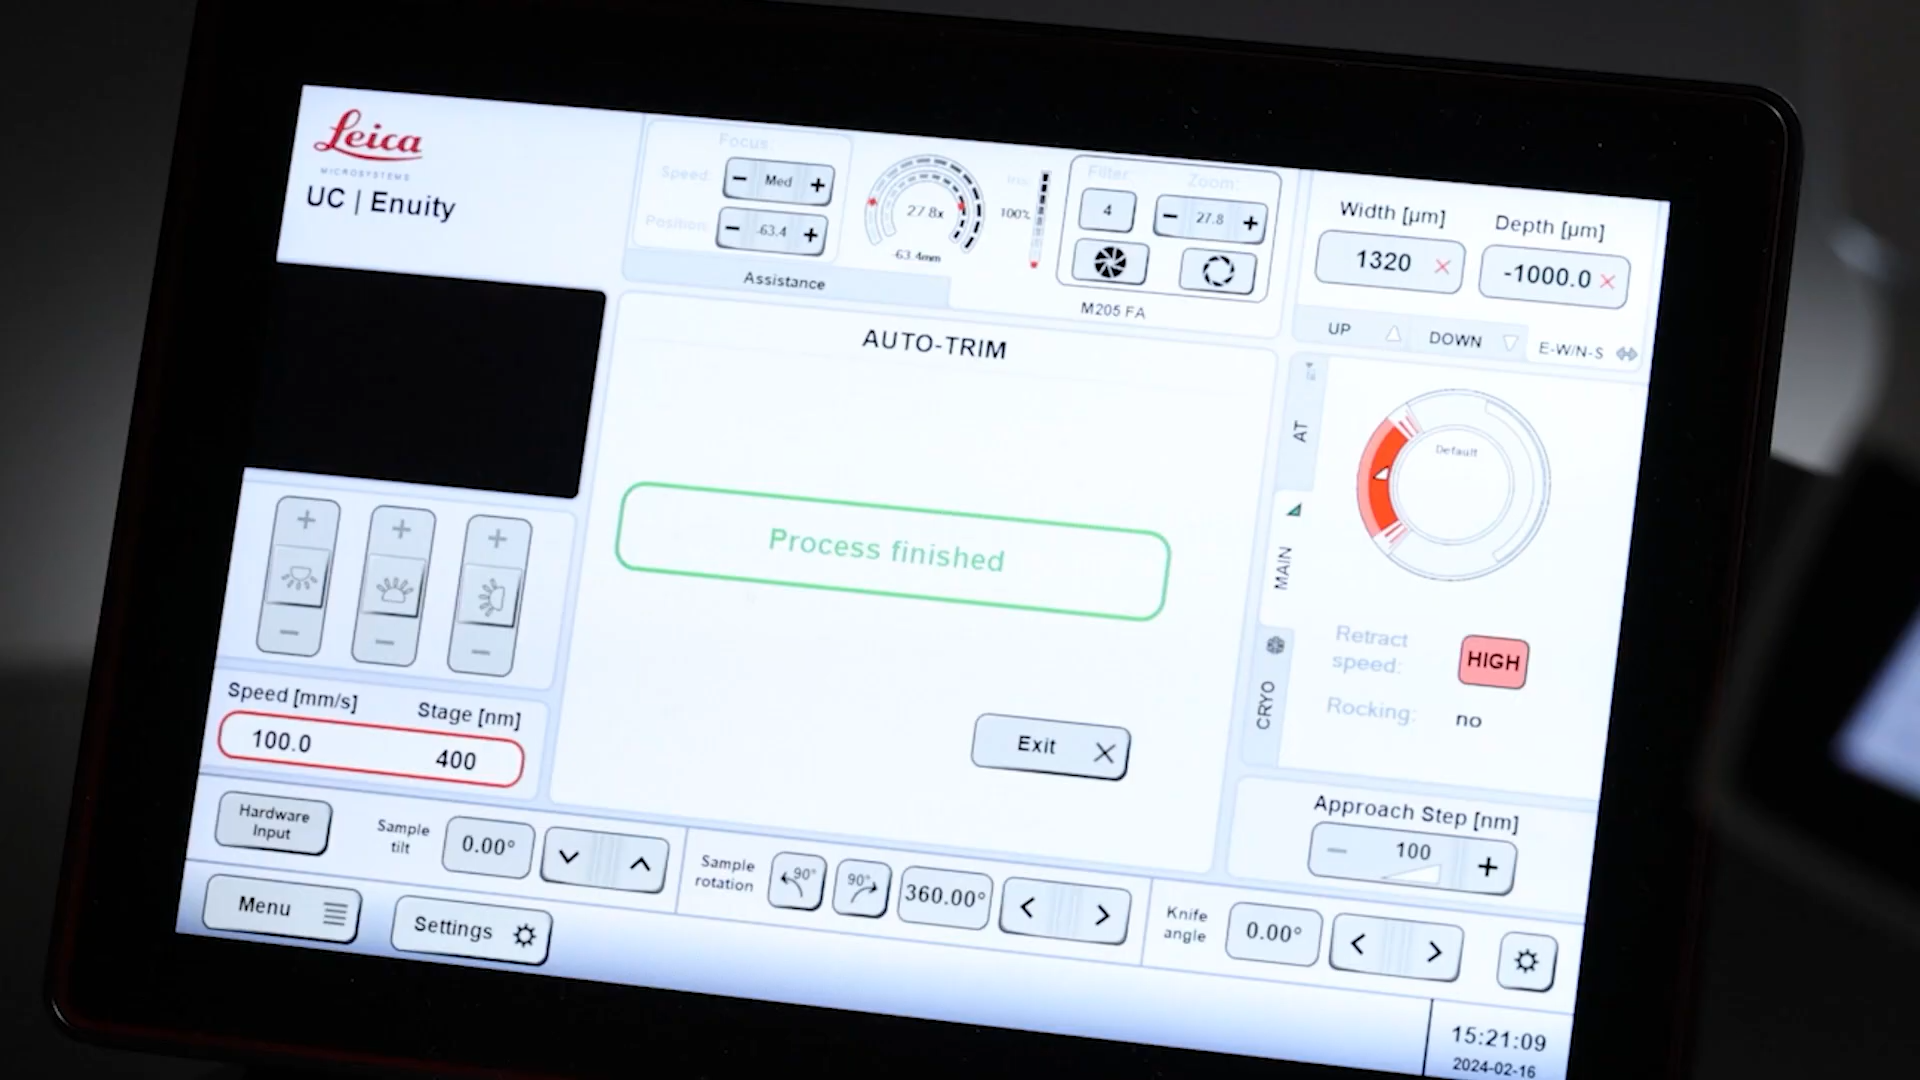 Leica
MICROSYSTEMS
UC | Enuity
Focus:
Speed:
− Med +
Position:
− -63.4 +
27.8x
-63.4mm
Iris:
100%
Filter:
Zoom:
4
− 27.8 +
M205 FA
Width [µm]
Depth [µm]
1320 ×
-1000.0 ×
Assistance
UP
DOWN
E-W/N-S
AUTO-TRIM
Process finished
Exit ×
AT
MAIN
CRYO
Default
Retract
speed:
HIGH
Rocking:
no
+ + +
− − −
Speed [mm/s]
Stage [nm]
100.0
400
Approach Step [nm]
− 100 +
Hardware
Input
Sample
tilt
0.00°
Sample
rotation
90°
90°
360.00°
< >
Knife
angle
0.00°
< >
Menu
Settings
15:21:09
2024-02-16